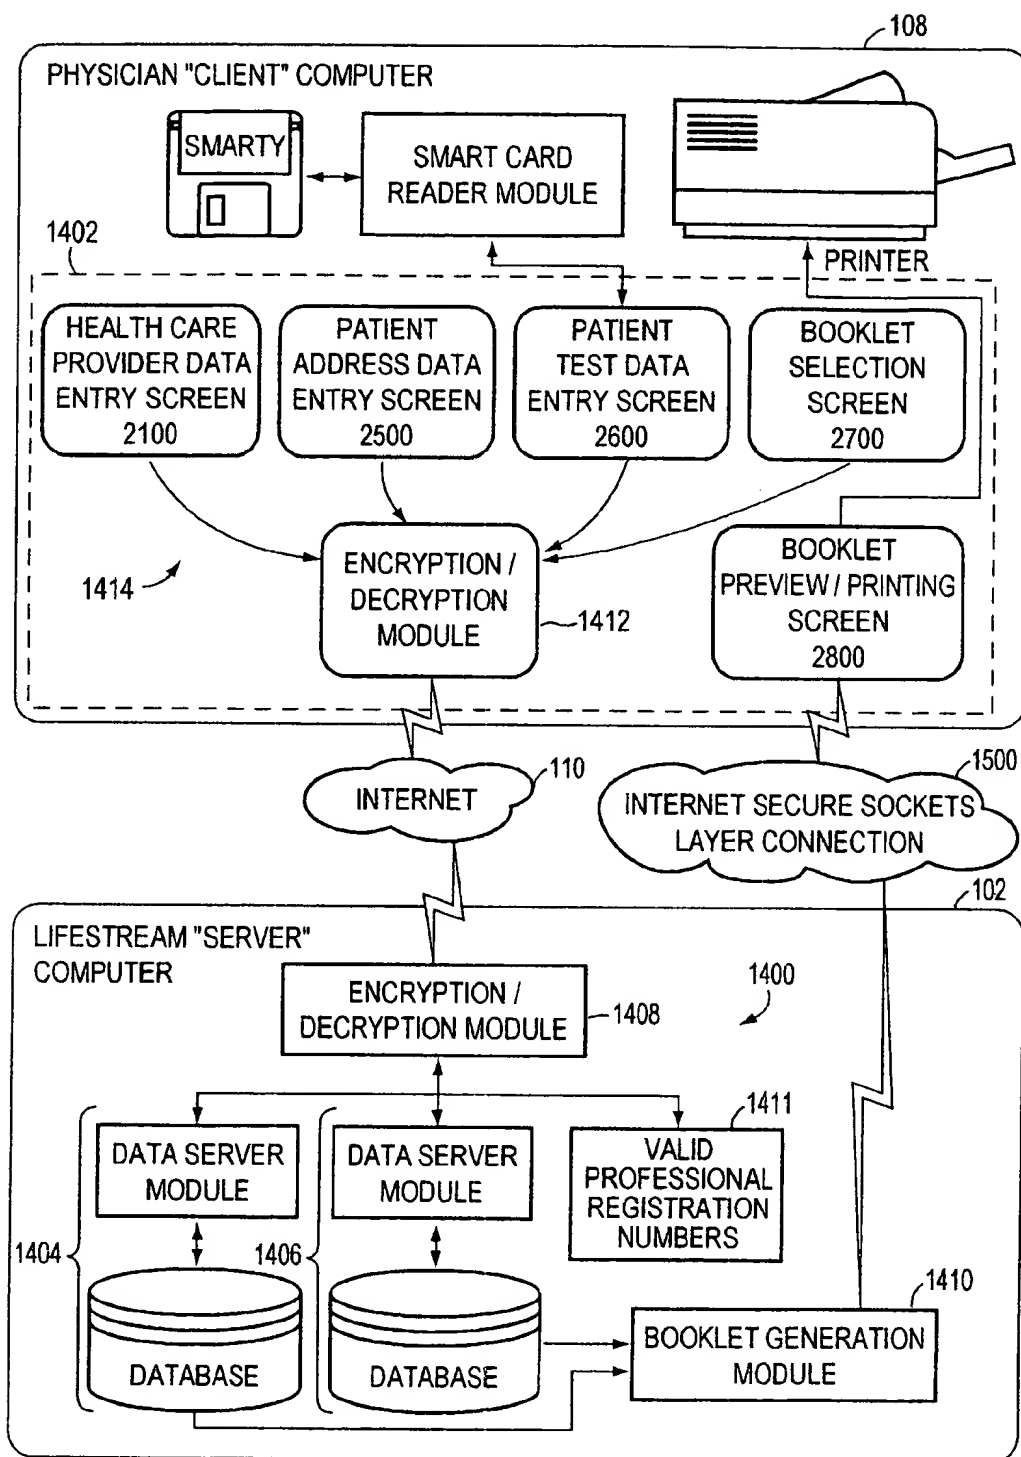 108
PHYSICIAN "CLIENT" COMPUTER
SMARTY
SMART CARD
READER MODULE
PRINTER
1402
HEALTH CARE
PROVIDER DATA
ENTRY SCREEN
2100
PATIENT
ADDRESS DATA
ENTRY SCREEN
2500
PATIENT
TEST DATA
ENTRY SCREEN
2600
BOOKLET
SELECTION
SCREEN
2700
1414
ENCRYPTION /
DECRYPTION
MODULE
1412
BOOKLET
PREVIEW / PRINTING
SCREEN
2800
INTERNET
110
INTERNET SECURE SOCKETS
LAYER CONNECTION
1500
102
LIFESTREAM "SERVER"
COMPUTER
ENCRYPTION /
DECRYPTION MODULE
1408
1400
DATA SERVER
MODULE
DATA SERVER
MODULE
1411
VALID
PROFESSIONAL
REGISTRATION
NUMBERS
1404
1406
DATABASE
DATABASE
1410
BOOKLET GENERATION
MODULE